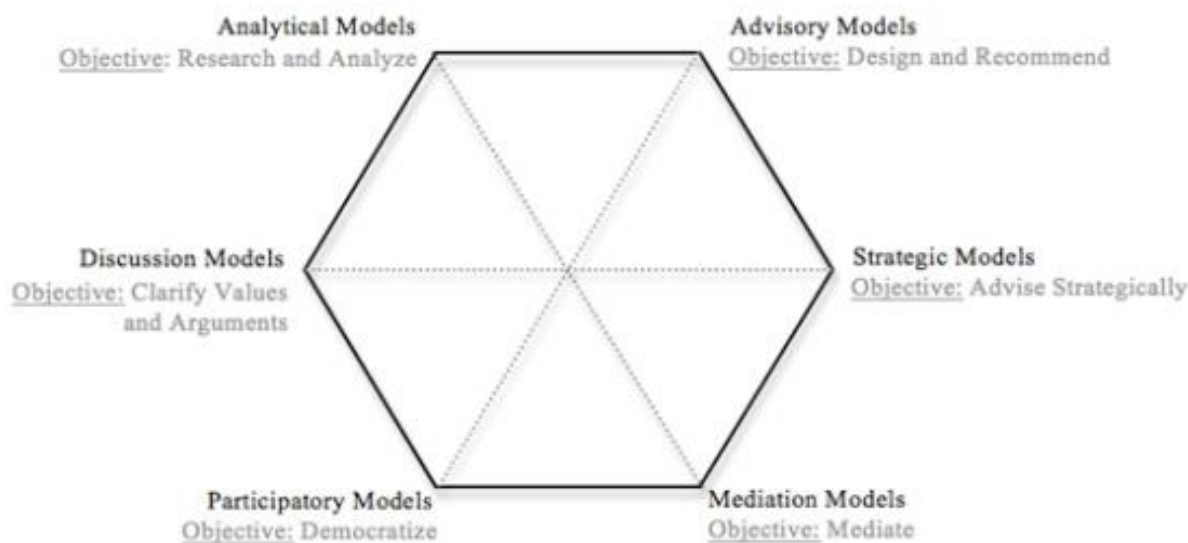 Analytical Models
Objective: Research and Analyze
Advisory Models
Objective: Design and Recommend
Discussion Models
Objective: Clarify Values
and Arguments
Strategic Models
Objective: Advise Strategically
Participatory Models
Objective: Democratize
Mediation Models
Objective: Mediate